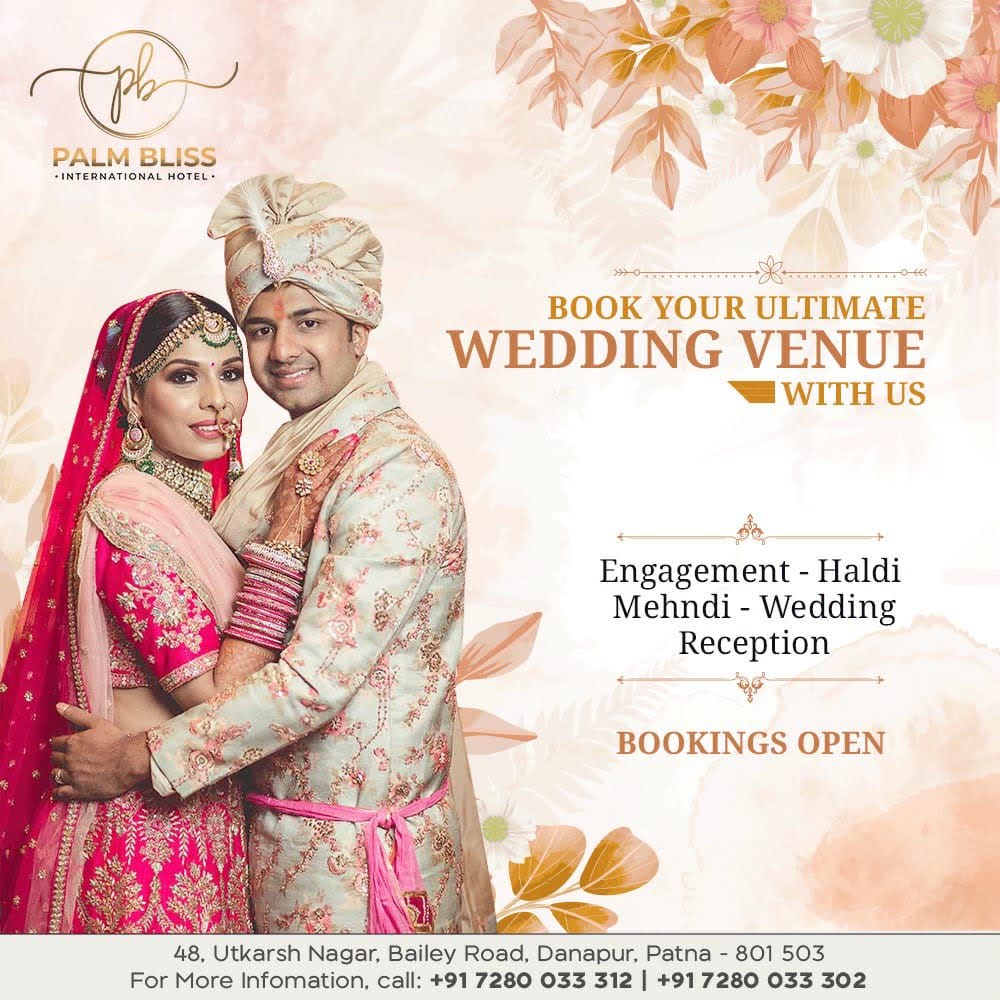 pb
PALM BLISS
• INTERNATIONAL HOTEL •
BOOK YOUR ULTIMATE
WEDDING VENUE
WITH US
Engagement - Haldi
Mehndi - Wedding
Reception
BOOKINGS OPEN
48, Utkarsh Nagar, Bailey Road, Danapur, Patna - 801 503
For More Infomation, call: +91 7280 033 312 | +91 7280 033 302